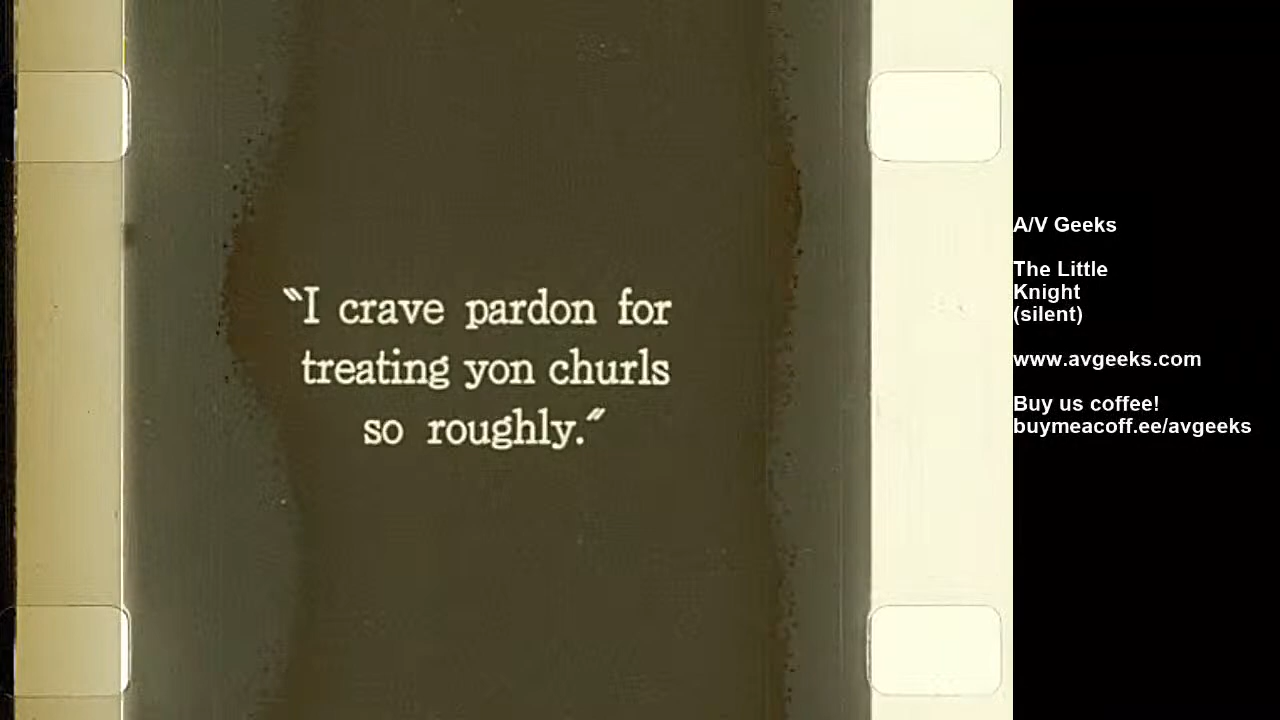 "I crave pardon for
treating yon churls
so roughly."
A/V Geeks
The Little
Knight
(silent)
www.avgeeks.com
Buy us coffee!
buymeacoff.ee/avgeeks